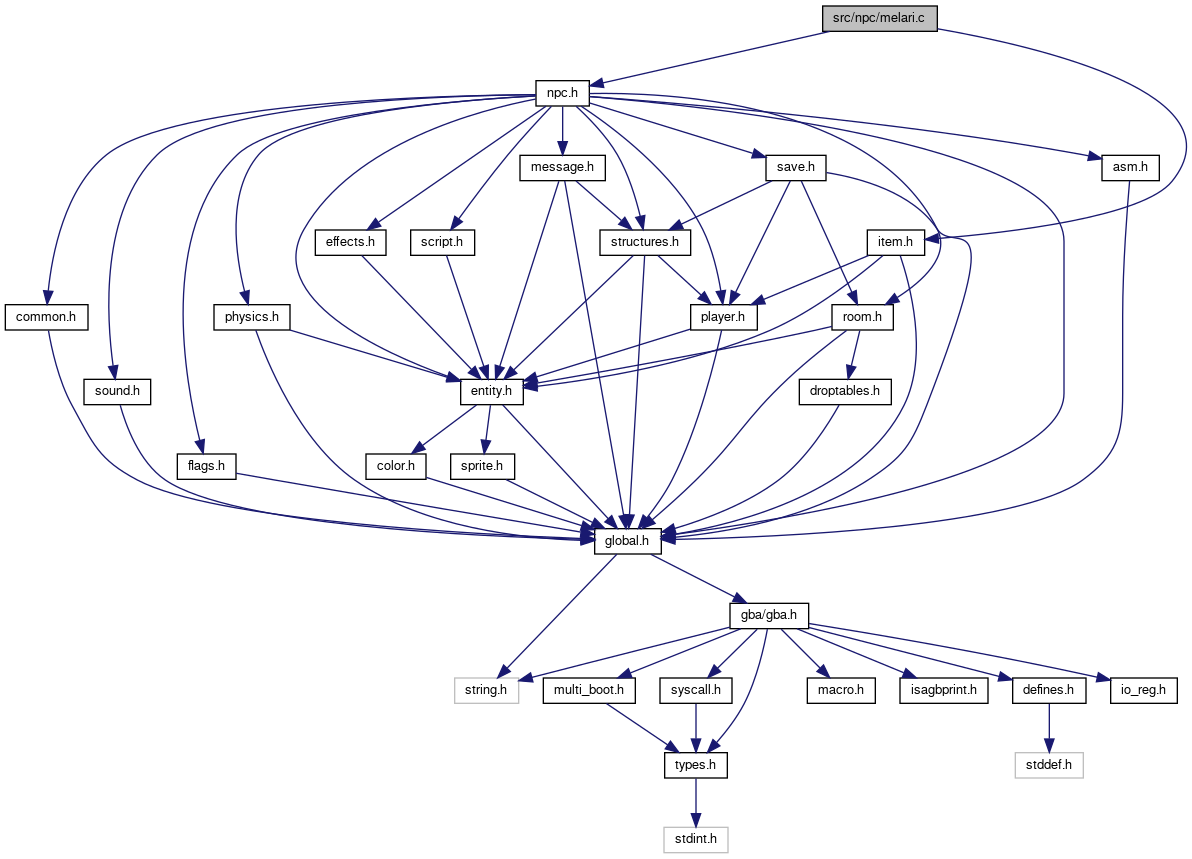 src/npc/melari.c
npc.h
message.h
save.h
asm.h
effects.h
script.h
structures.h
item.h
common.h
physics.h
player.h
room.h
sound.h
entity.h
droptables.h
flags.h
color.h
sprite.h
global.h
gba/gba.h
string.h
multi_boot.h
syscall.h
macro.h
isagbprint.h
defines.h
io_reg.h
types.h
stddef.h
stdint.h